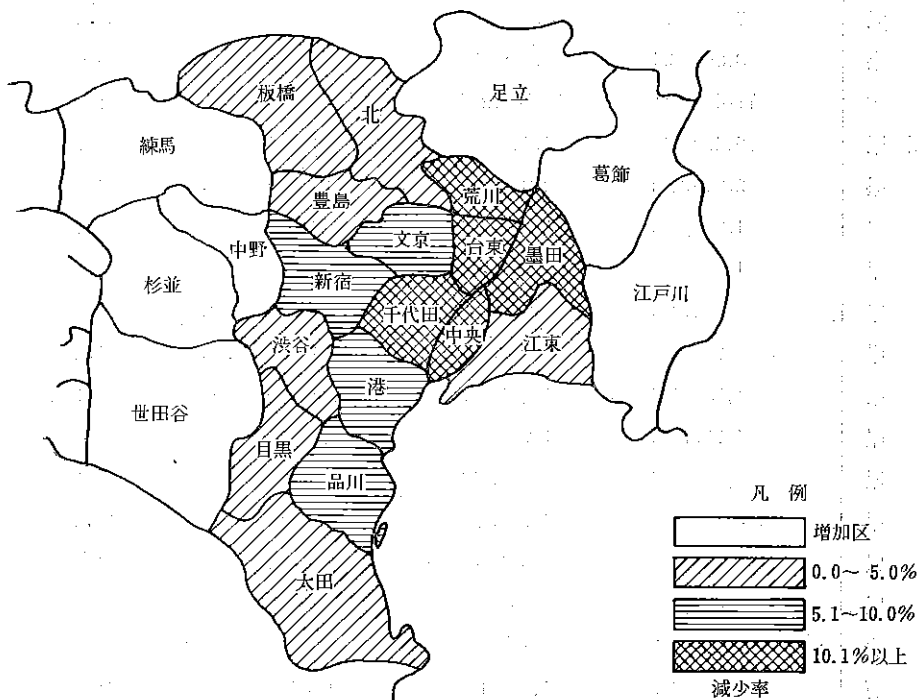 足立
板橋
北
練馬
葛飾
荒川
豊島
文京
台東
墨田
中野
新宿
杉並
江戸川
千代田
中央
渋谷
江東
港
世田谷
目黒
品川
太田
凡 例
増加区
0.0～ 5.0%
5.1～10.0%
10.1%以上
減少率